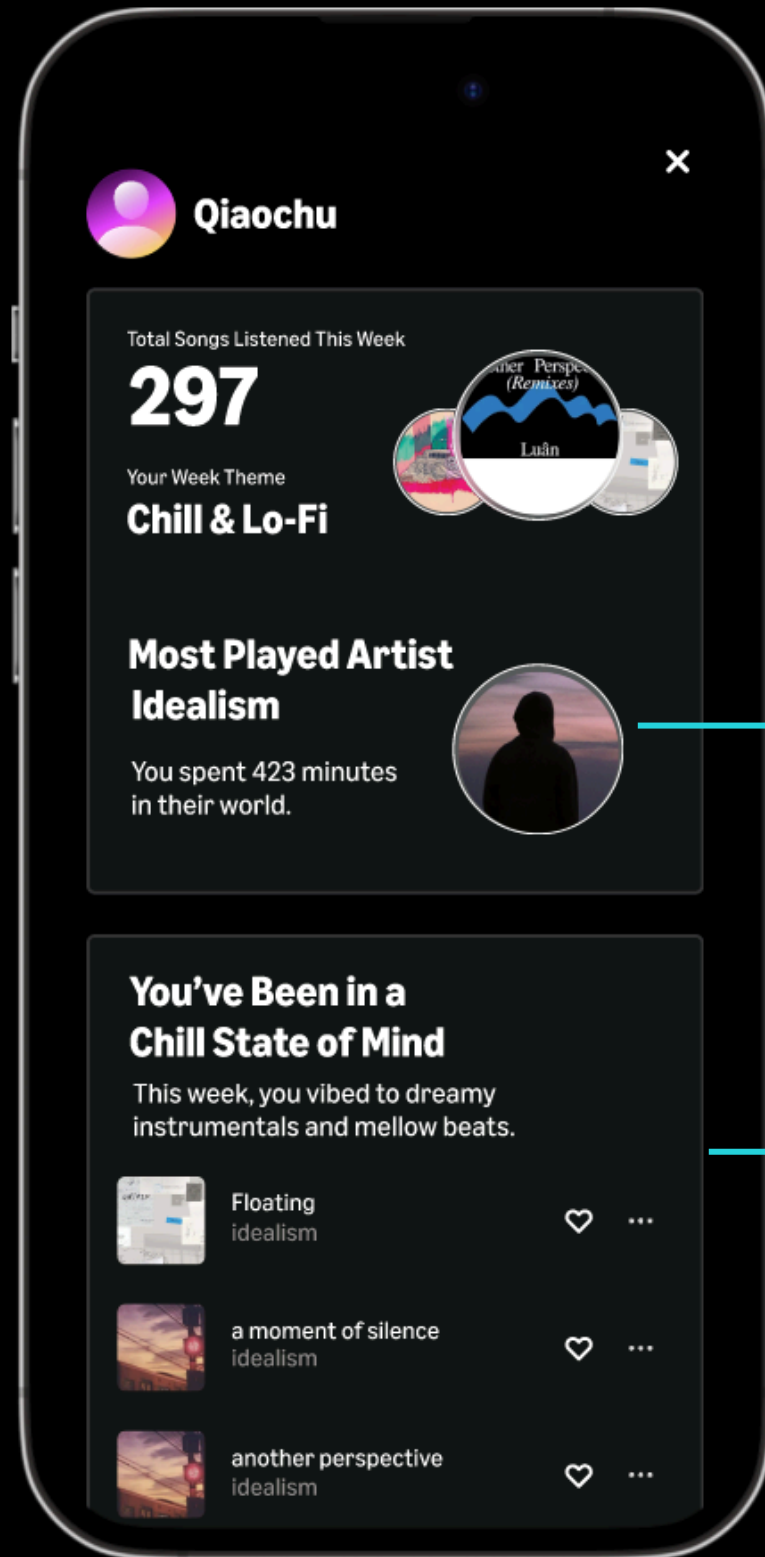 Qiaochu
Total Songs Listened This Week
297
Your Week Theme
Chill & Lo-Fi
Perspe
(Remixes)
Luân
Most Played Artist
Idealism
You spent 423 minutes
in their world.
You’ve Been in a
Chill State of Mind
This week, you vibed to dreamy
instrumentals and mellow beats.
Floating
idealism
a moment of silence
idealism
another perspective
idealism